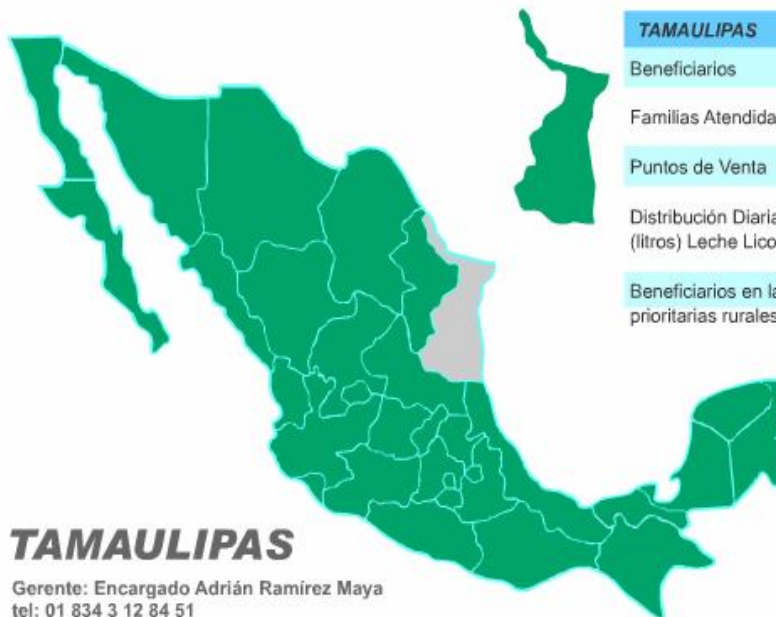 TAMAULIPAS
Beneficiarios
Familias Atendida
Puntos de Venta
Distribución Diaria
(litros) Leche Lico
Beneficiarios en la
prioritarias rurales
TAMAULIPAS
Gerente: Encargado Adrián Ramírez Maya
tel: 01 834 3 12 84 51